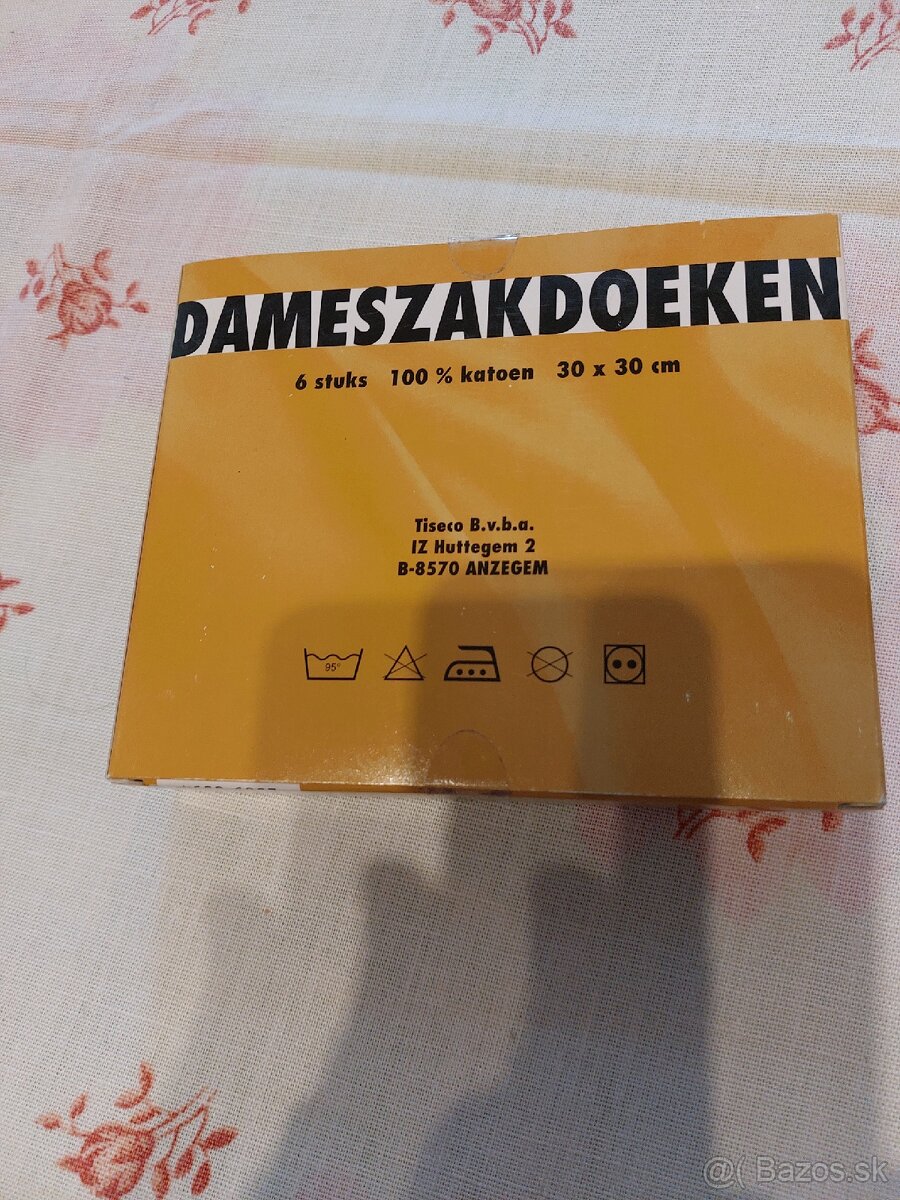 DAMESZAKDOEKEN
6 stuks 100 % katoen 30 x 30 cm
Tiseco B.v.b.a.
IZ Huttegem 2
B-8570 ANZEGEM
95°
@( Bazos.sk